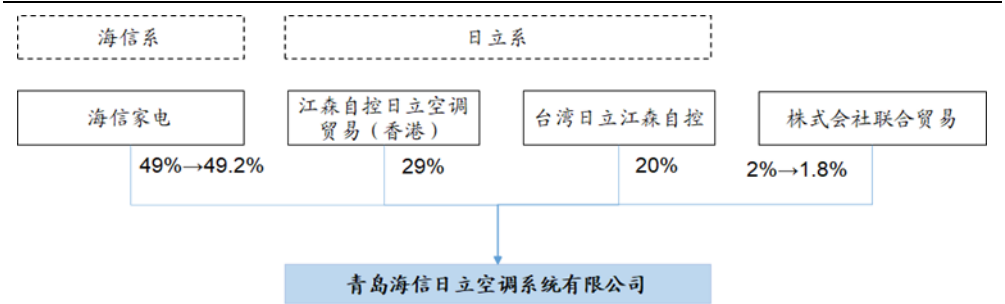 海信系
日立系
海信家电
江森自控日立空调
贸易（香港）
台湾日立江森自控
株式会社联合贸易
49%→49.2%
29%
20%
2%→1.8%
青岛海信日立空调系统有限公司